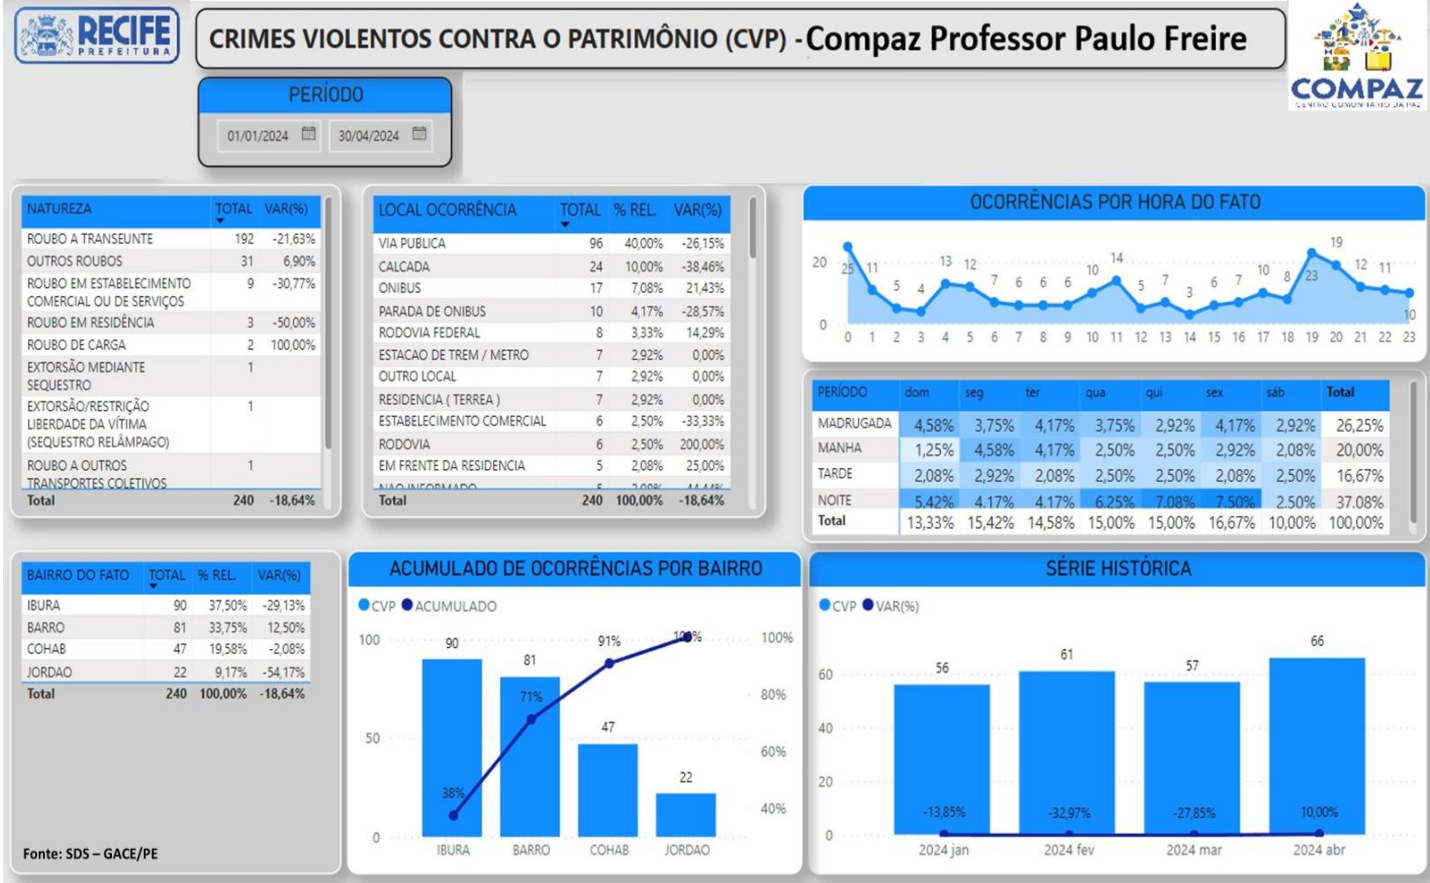 RECIFE
PREFEITURA
CRIMES VIOLENTOS CONTRA O PATRIMÔNIO (CVP) - Compaz Professor Paulo Freire
COMPAZ
CENTRO COMUNITÁRIO DA PAZ
PERÍODO
01/01/2024 30/04/2024
NATUREZA TOTAL VAR(%)
ROUBO A TRANSEUNTE 192 -21,63%
OUTROS ROUBOS 31 6,90%
ROUBO EM ESTABELECIMENTO
COMERCIAL OU DE SERVIÇOS 9 -30,77%
ROUBO EM RESIDÊNCIA 3 -50,00%
ROUBO DE CARGA 2 100,00%
EXTORSÃO MEDIANTE
SEQUESTRO 1
EXTORSÃO/RESTRIÇÃO
LIBERDADE DA VÍTIMA
(SEQUESTRO RELÂMPAGO) 1
ROUBO A OUTROS
TRANSPORTES COLETIVOS 1
Total 240 -18,64%
LOCAL OCORRÊNCIA TOTAL % REL. VAR(%)
VIA PUBLICA 96 40,00% -26,15%
CALCADA 24 10,00% -38,46%
ONIBUS 17 7,08% 21,43%
PARADA DE ONIBUS 10 4,17% -28,57%
RODOVIA FEDERAL 8 3,33% 14,29%
ESTACAO DE TREM / METRO 7 2,92% 0,00%
OUTRO LOCAL 7 2,92% 0,00%
RESIDENCIA ( TERREA ) 7 2,92% 0,00%
ESTABELECIMENTO COMERCIAL 6 2,50% -33,33%
RODOVIA 6 2,50% 200,00%
EM FRENTE DA RESIDENCIA 5 2,08% 25,00%
NAO INFORMADO 5 2,08% -44,44%
Total 240 100,00% -18,64%
OCORRÊNCIAS POR HORA DO FATO
20
0
25 11 5 4 13 12 7 6 6 6 10 14 5 7 3 6 7 10 8 23 19 12 11 10
0 1 2 3 4 5 6 7 8 9 10 11 12 13 14 15 16 17 18 19 20 21 22 23
PERÍODO dom seg ter qua qui sex sáb Total
MADRUGADA 4,58% 3,75% 4,17% 3,75% 2,92% 4,17% 2,92% 26,25%
MANHA 1,25% 4,58% 4,17% 2,50% 2,50% 2,92% 2,08% 20,00%
TARDE 2,08% 2,92% 2,08% 2,50% 2,50% 2,08% 2,50% 16,67%
NOITE 5,42% 4,17% 4,17% 6,25% 7,08% 7,50% 2,50% 37,08%
Total 13,33% 15,42% 14,58% 15,00% 15,00% 16,67% 10,00% 100,00%
BAIRRO DO FATO TOTAL % REL. VAR(%)
IBURA 90 37,50% -29,13%
BARRO 81 33,75% 12,50%
COHAB 47 19,58% -2,08%
JORDAO 22 9,17% -54,17%
Total 240 100,00% -18,64%
Fonte: SDS – GACE/PE
ACUMULADO DE OCORRÊNCIAS POR BAIRRO
CVP ACUMULADO
100
50
0
90 81 47 22
38% 71% 91% 100%
100%
80%
60%
40%
IBURA BARRO COHAB JORDAO
SÉRIE HISTÓRICA
CVP VAR(%)
60
40
20
0
56 61 57 66
-13,85% -32,97% -27,85% 10,00%
2024 jan 2024 fev 2024 mar 2024 abr